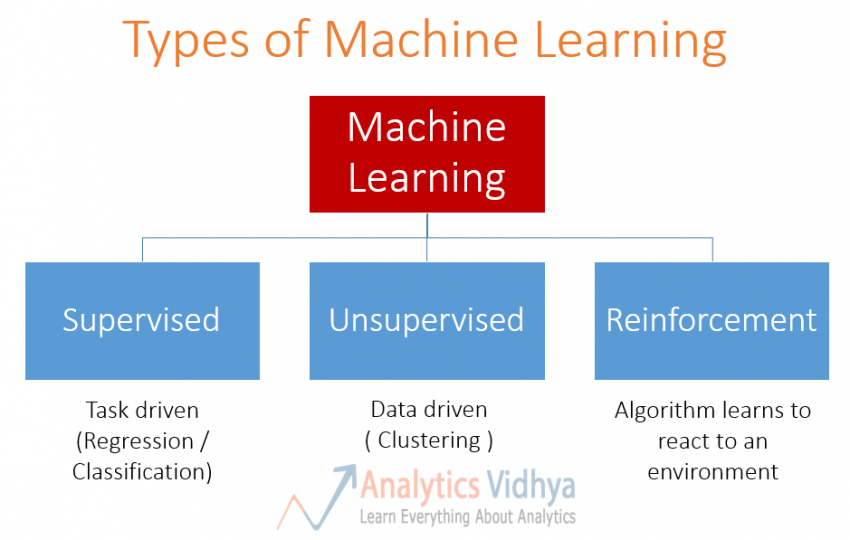 Types of Machine Learning
Machine
Learning
Supervised
Unsupervised
Reinforcement
Task driven
(Regression /
Classification)
Data driven
( Clustering )
Algorithm learns to
react to an
environment
Analytics Vidhya
Learn Everything About Analytics